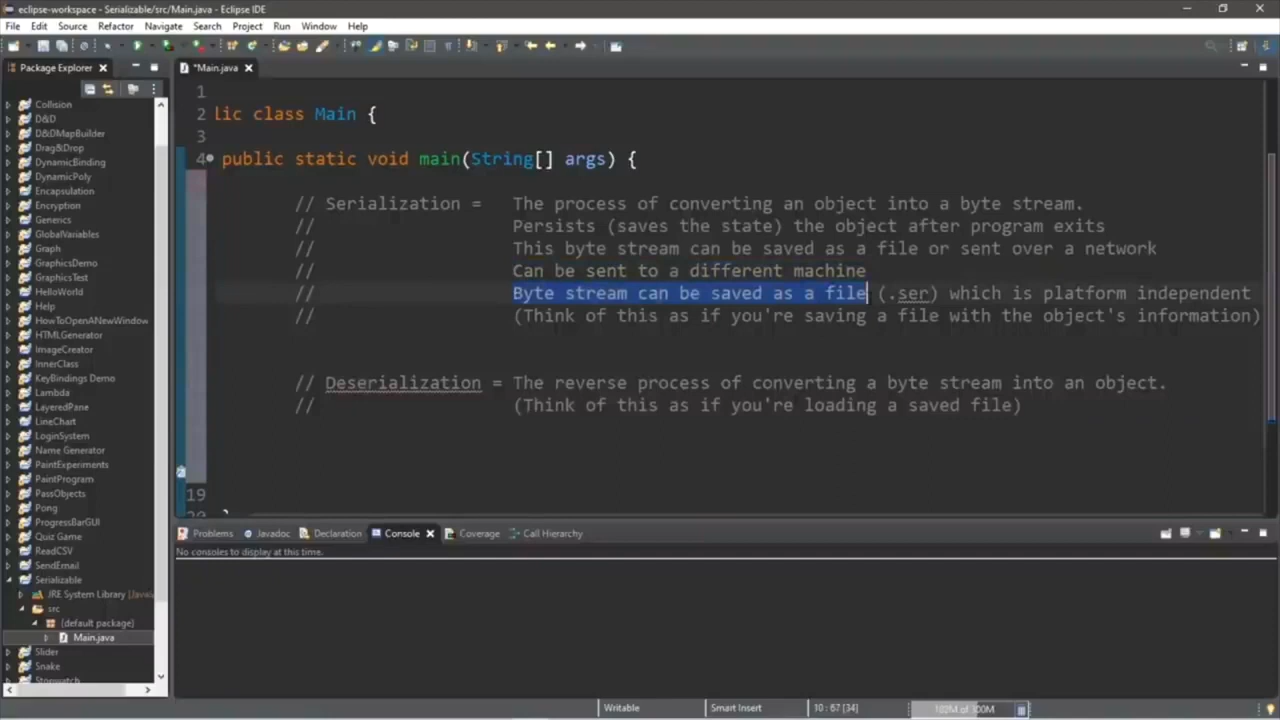 eclipse-workspace - Serializable/src/Main.java - Eclipse IDE
File Edit Source Refactor Navigate Search Project Run Window Help
Package Explorer
*Main.java
Collision
D&D
D&DMapBuilder
Drag&Drop
DynamicBinding
DynamicPoly
Encapsulation
Encryption
Generics
GlobalVariables
Graph
GraphicsDemo
GraphicsTest
HelloWorld
Help
HowToOpenANewWindow
HTMLGenerator
ImageCreator
InnerClass
KeyBindings Demo
Lambda
LayeredPane
LineChart
LoginSystem
Name Generator
PaintExperiments
PaintProgram
PassObjects
Pong
ProgressBarGUI
Quiz Game
ReadCSV
SendEmail
Serializable
JRE System Library
src
(default package)
Main.java
Slider
Snake
Stopwatch
1
2 lic class Main {
3
4 public static void main(String[] args) {
// Serialization = The process of converting an object into a byte stream.
// Persists (saves the state) the object after program exits
// This byte stream can be saved as a file or sent over a network
// Can be sent to a different machine
// Byte stream can be saved as a file (.ser) which is platform independent
// (Think of this as if you're saving a file with the object's information)
// Deserialization = The reverse process of converting a byte stream into an object.
// (Think of this as if you're loading a saved file)
19
20 }
Problems Javadoc Declaration Console Coverage Call Hierarchy
No consoles to display at this time.
Writable Smart Insert 10 : 67 [34] 102M of 300M